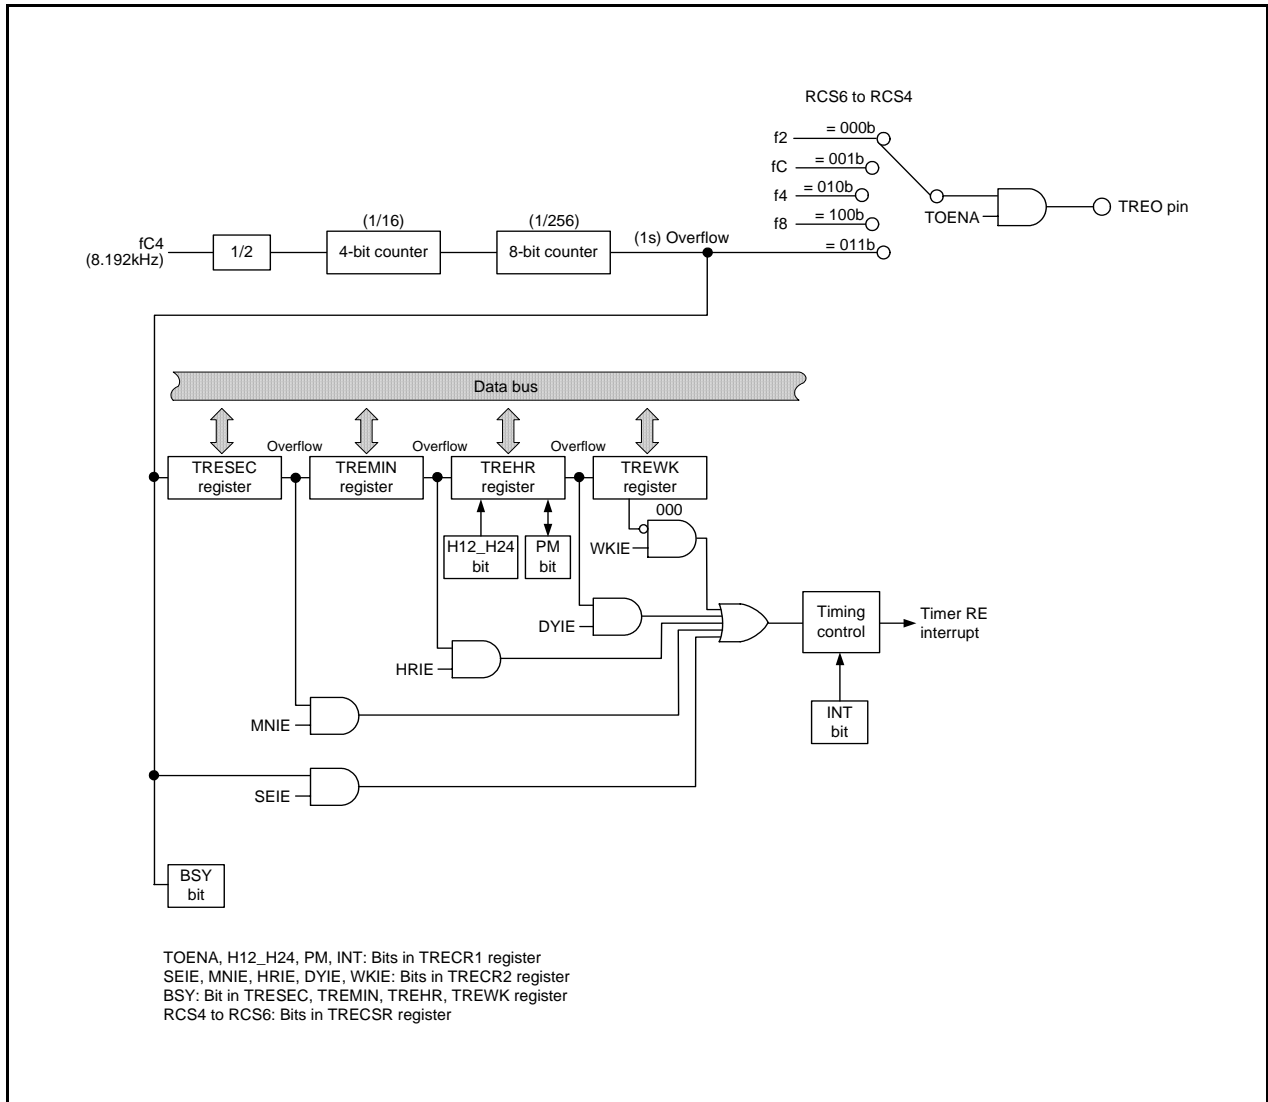 RCS6 to RCS4
f2
= 000b
fC
= 001b
f4
= 010b
f8
= 100b
= 011b
TOENA
TREO pin
fC4
(8.192kHz)
1/2
(1/16)
4-bit counter
(1/256)
8-bit counter
(1s) Overflow
Data bus
Overflow
Overflow
Overflow
TRESEC
register
TREMIN
register
TREHR
register
TREWK
register
000
H12_H24
bit
PM
bit
WKIE
DYIE
HRIE
MNIE
SEIE
Timing
control
Timer RE
interrupt
INT
bit
BSY
bit
TOENA, H12_H24, PM, INT: Bits in TRECR1 register
SEIE, MNIE, HRIE, DYIE, WKIE: Bits in TRECR2 register
BSY: Bit in TRESEC, TREMIN, TREHR, TREWK register
RCS4 to RCS6: Bits in TRECSR register